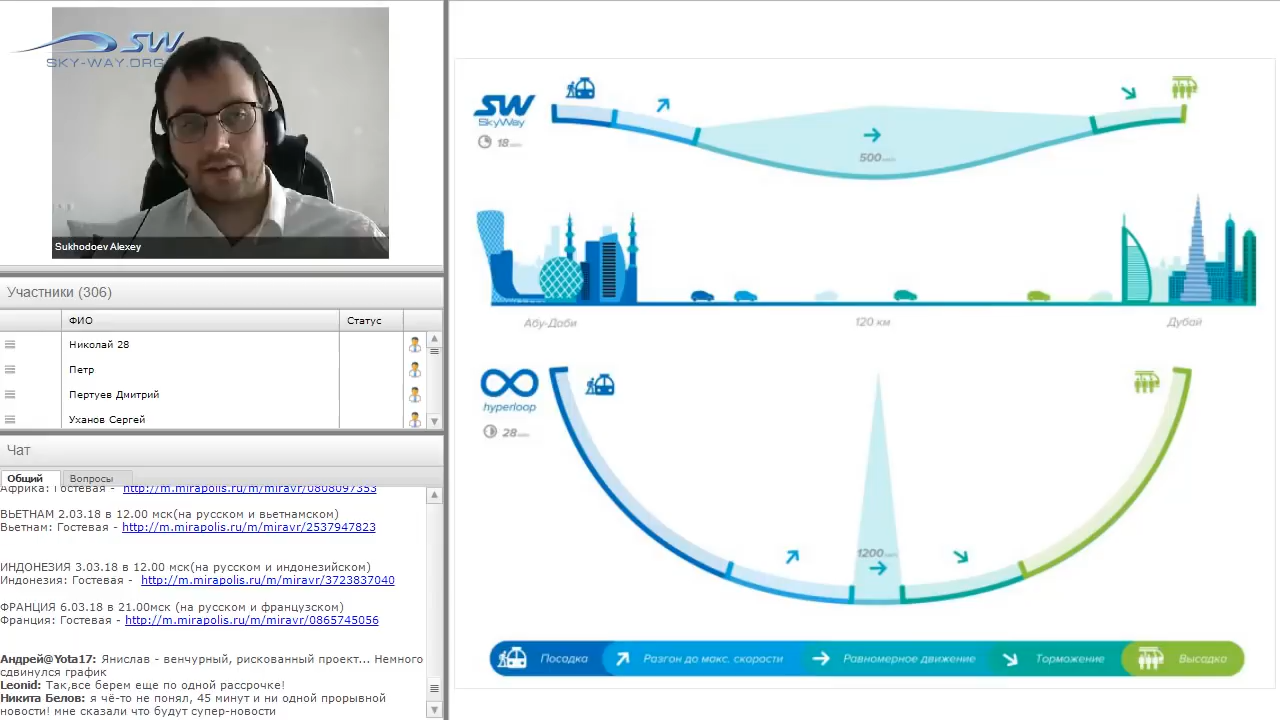 SW
SKY-WAY.ORG
Sukhodoev Alexey
Участники (306)
ФИО
Статус
Николай 28
Петр
Пертуев Дмитрий
Уханов Сергей
Чат
Общий
Вопросы
Африка: Гостевая - http://m.mirapolis.ru/m/miravr/0808097353
ВЬЕТНАМ 2.03.18 в 12.00 мск(на русском и вьетнамском)
Вьетнам: Гостевая - http://m.mirapolis.ru/m/miravr/2537947823
ИНДОНЕЗИЯ 3.03.18 в 12.00 мск(на русском и индонезийском)
Индонезия: Гостевая - http://m.mirapolis.ru/m/miravr/3723837040
ФРАНЦИЯ 6.03.18 в 21.00мск (на русском и французском)
Франция: Гостевая - http://m.mirapolis.ru/m/miravr/0865745056
Андрей@Yota17: Янислав - венчурный, рискованный проект... Немного
сдвинулся график
Leonid: Так,все берем еще по одной рассрочке!
Никита Белов: я чё-то не понял, 45 минут и ни одной прорывной
новости! мне сказали что будут супер-новости
SW
SkyWay
18
500
Абу-Даби
120 км
Дубай
hyperloop
28
1200
Посадка
Разгон до макс. скорости
Равномерное движение
Торможение
Высадка